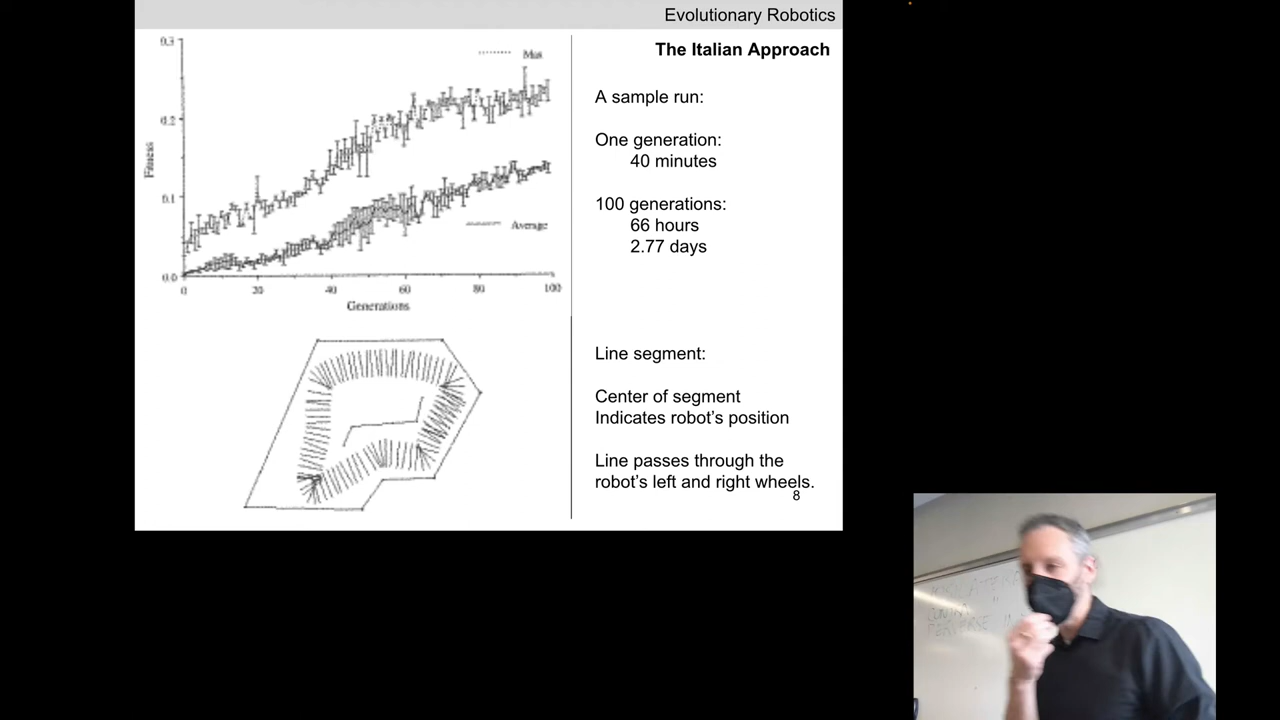 Evolutionary Robotics
The Italian Approach
A sample run:
One generation:
40 minutes
100 generations:
66 hours
2.77 days
0.3
0.2
0.1
0.0
Fitness
Max
Average
0
20
40
60
80
100
Generations
Line segment:
Center of segment
Indicates robot's position
Line passes through the
robot's left and right wheels.
8